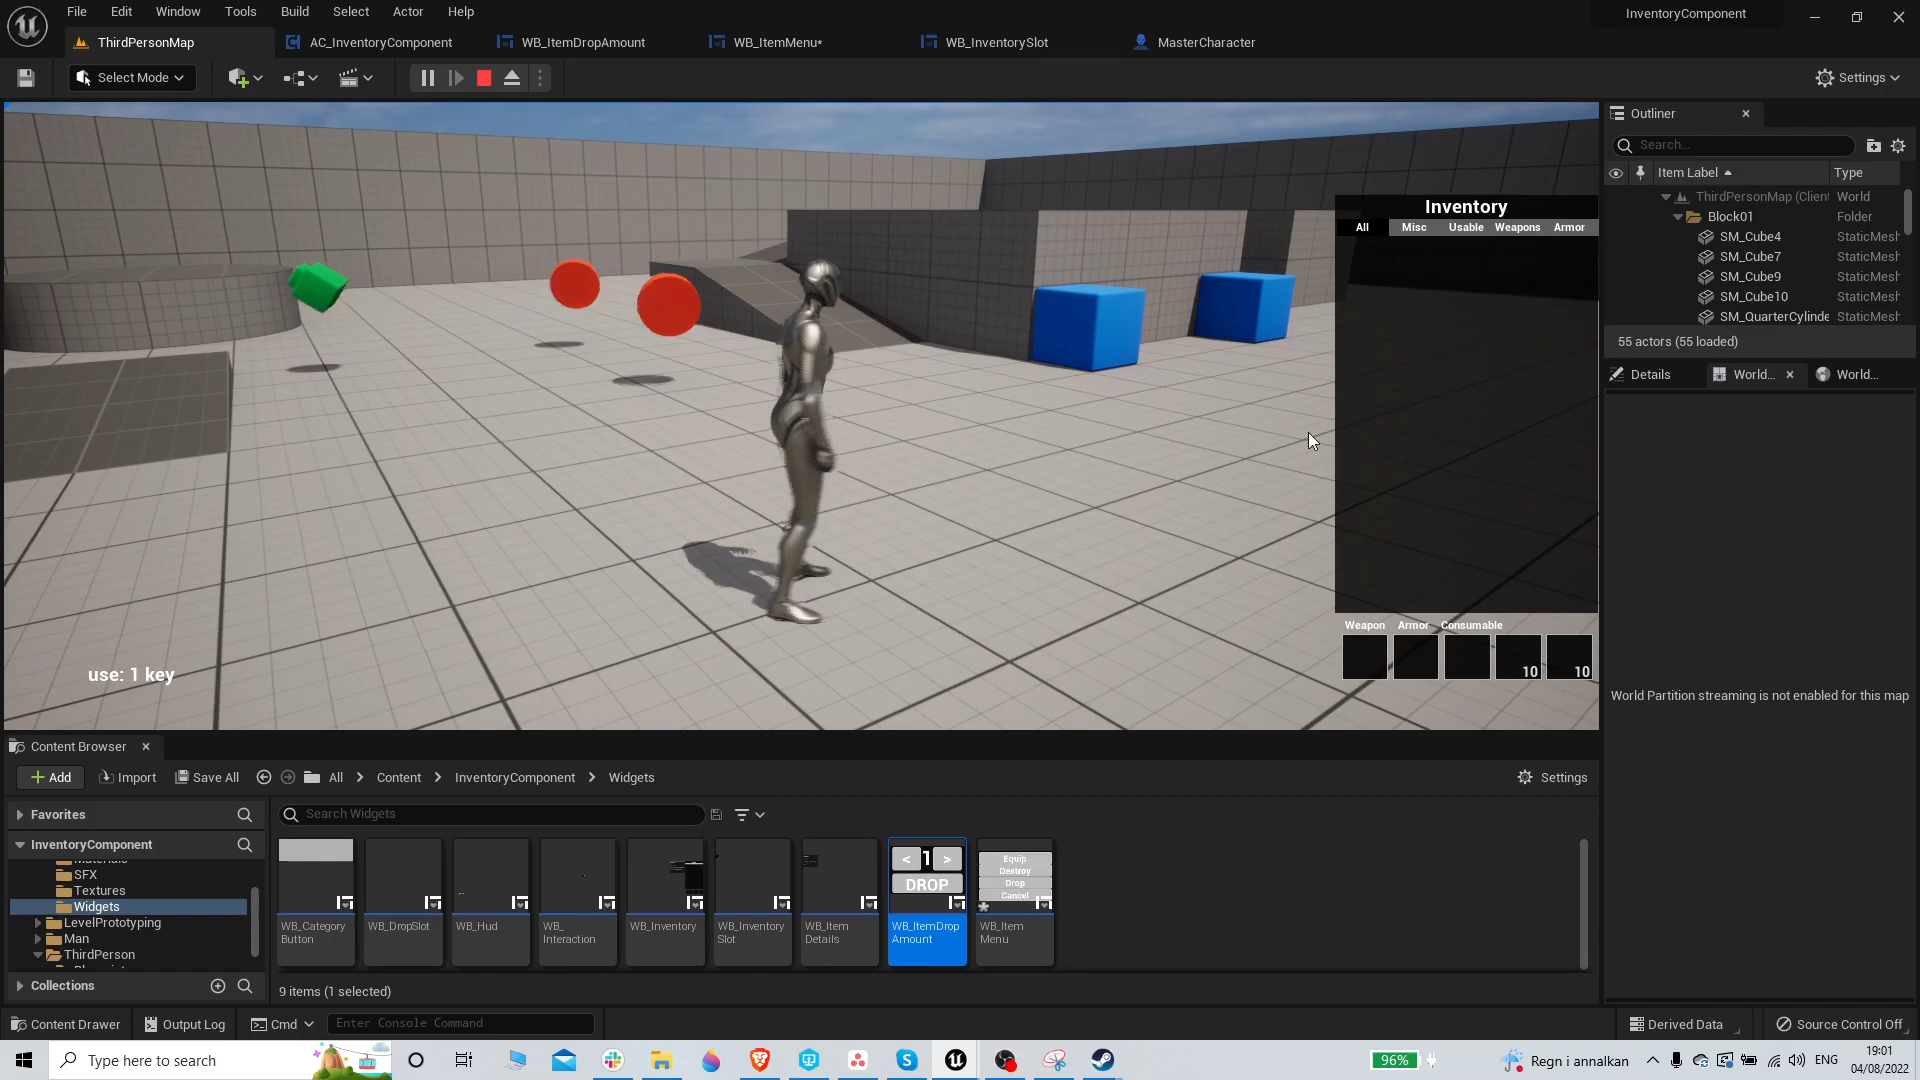 File Edit Window Tools Build Select Actor Help
InventoryComponent
ThirdPersonMap AC_InventoryComponent WB_ItemDropAmount WB_ItemMenu* WB_InventorySlot MasterCharacter
Select Mode
Settings
Outliner
Search...
Item Label Type
ThirdPersonMap (Client World
Block01 Folder
SM_Cube4 StaticMesh
SM_Cube7 StaticMesh
SM_Cube9 StaticMesh
SM_Cube10 StaticMesh
SM_QuarterCylinde StaticMesh
55 actors (55 loaded)
Details World... World...
World Partition streaming is not enabled for this map
Inventory
All Misc Usable Weapons Armor
Weapon Armor Consumable
10 10
use: 1 key
Content Browser
Add Import Save All All Content InventoryComponent Widgets Settings
Favorites
InventoryComponent
Materials
SFX
Textures
Widgets
LevelPrototyping
Man
ThirdPerson
Collections
Search Widgets
< 1 >
DROP
Equip
Destroy
Drop
Cancel
WB_Category Button
WB_DropSlot
WB_Hud
WB_ Interaction
WB_Inventory
WB_Inventory Slot
WB_Item Details
WB_ItemDrop Amount
WB_Item Menu
9 items (1 selected)
Content Drawer Output Log Cmd Enter Console Command Derived Data Source Control Off
Type here to search
96% Regn i annalkan ENG 19:01
04/08/2022